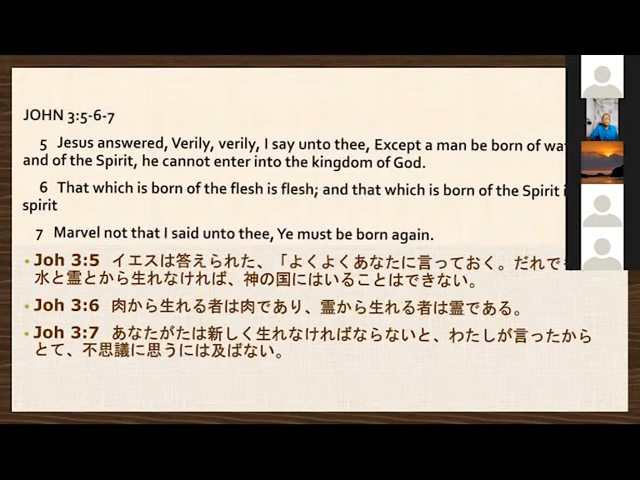 JOHN 3:5-6-7
5 Jesus answered, Verily, verily, I say unto thee, Except a man be born of
and of the Spirit, he cannot enter into the kingdom of God.
6 That which is born of the flesh is flesh; and that which is born of the Spirit
spirit
7 Marvel not that I said unto thee, Ye must be born again.
• Joh 3:5 イエスは答えられた、「よくよくあなたに言っておく。だれで
水と霊とから生れなければ、神の国にはいることはできない。
• Joh 3:6 肉から生れる者は肉であり、霊から生れる者は霊である。
• Joh 3:7 あなたがたは新しく生れなければならないと、わたしが言ったから
とて、不思議に思うには及ばない。